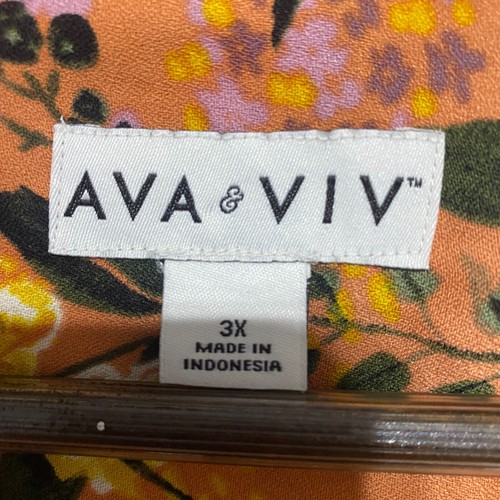 AVA & VIV™
3X
MADE IN
INDONESIA